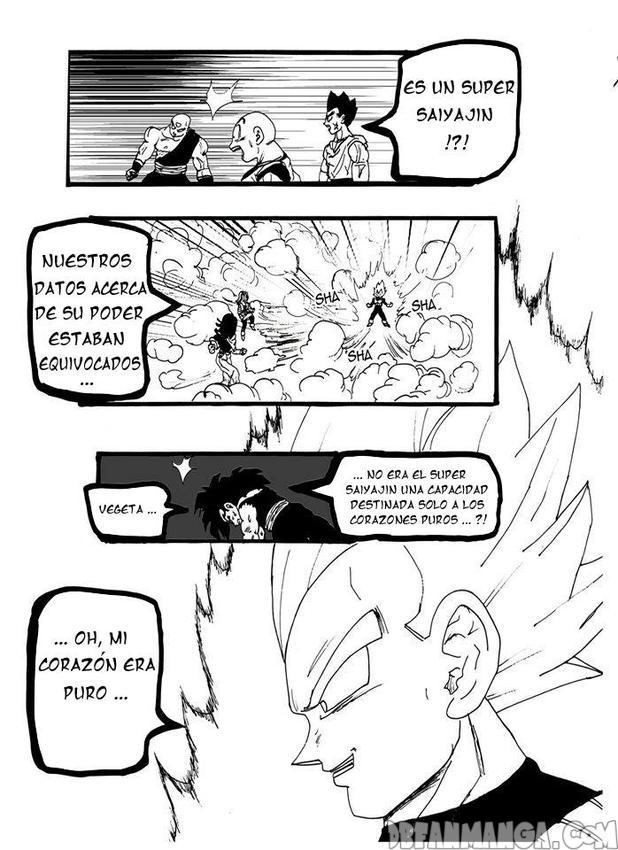 ES UN SUPER
SAIYAJIN
!?!
NUESTROS
DATOS ACERCA
DE SU PODER
ESTABAN
EQUIVOCADOS
...
SHA
SHA
SHA
VEGETA ...
... NO ERA EL SUPER
SAIYAJIN UNA CAPACIDAD
DESTINADA SOLO A LOS
CORAZONES PUROS ... ?!
... OH, MI
CORAZÓN ERA
PURO ...
DBFANMANGA.COM